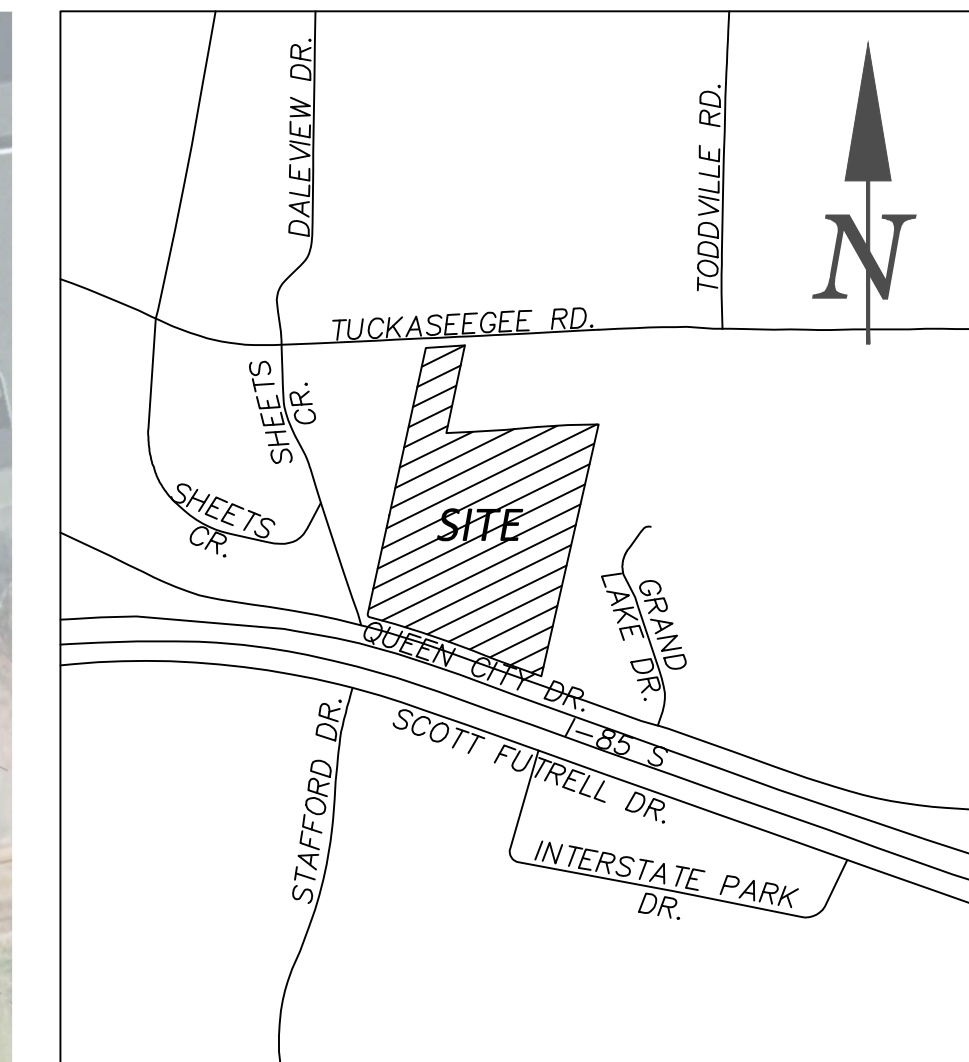 DALEVIEW DR.
TODDVILLE RD.
N
TUCKASEEGEE RD.
SHEETS
CR.
SHEETS
CR.
SITE
GRAND
LAKE DR.
QUEEN CITY DR.
I-85 S
SCOTT FUTRELL DR.
STAFFORD DR.
INTERSTATE PARK
DR.